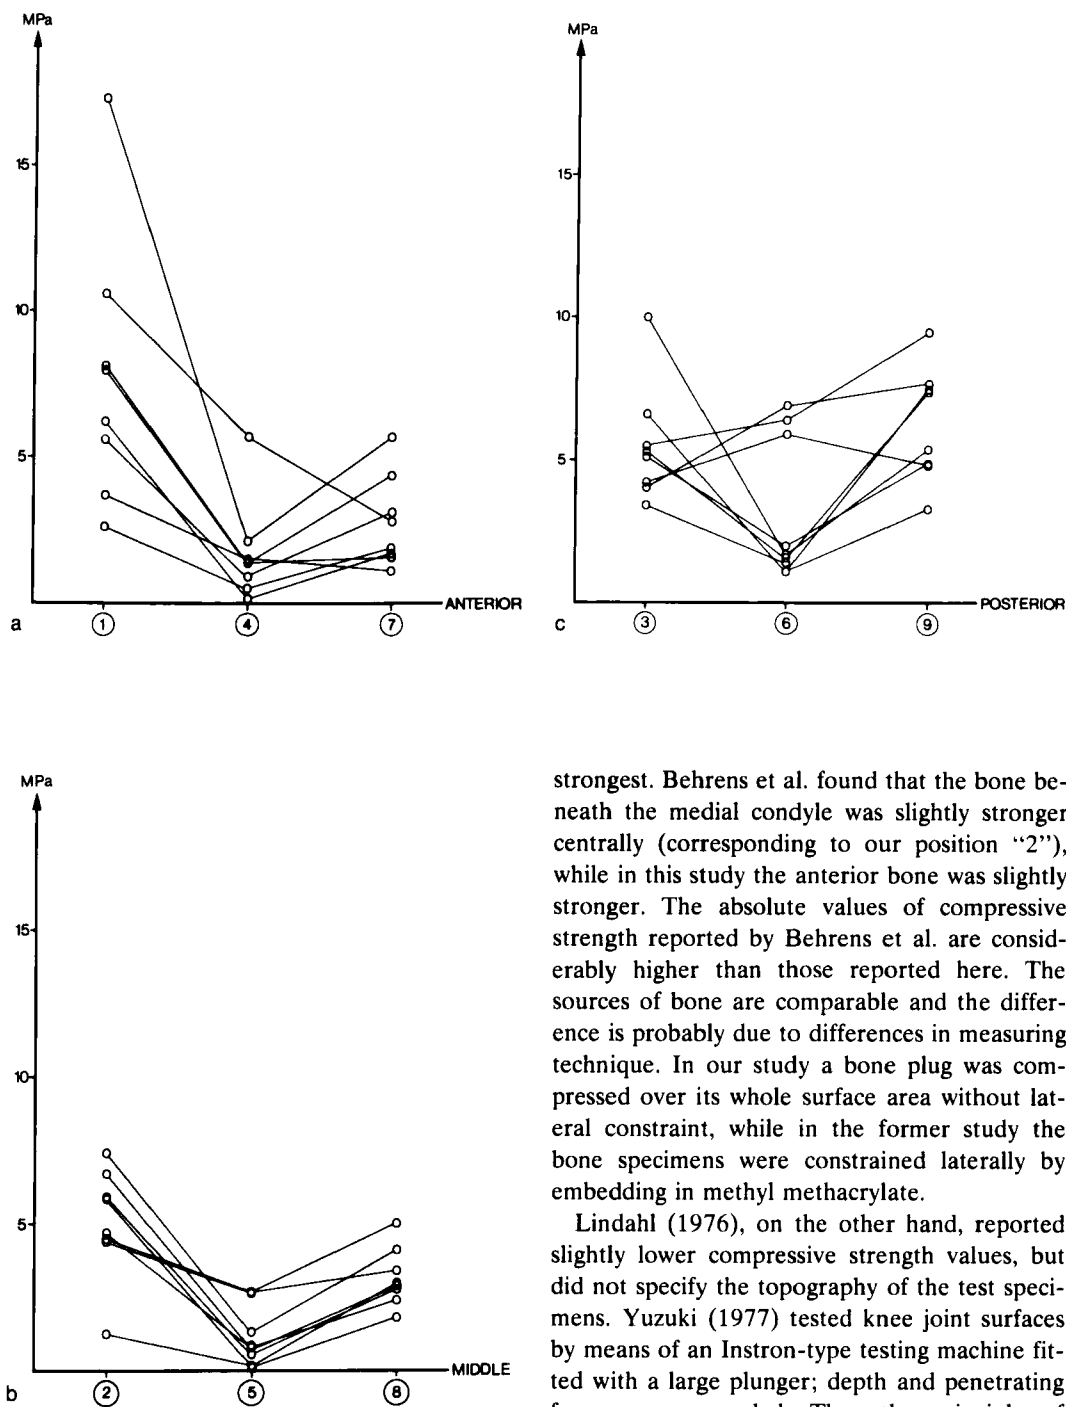 MPa
15
10
5
ANTERIOR
a
1
4
7
MPa
15
10
5
POSTERIOR
c
3
6
9
MPa
15
10
5
MIDDLE
b
2
5
8
strongest. Behrens et al. found that the bone be-
neath the medial condyle was slightly stronger
centrally (corresponding to our position “2”),
while in this study the anterior bone was slightly
stronger. The absolute values of compressive
strength reported by Behrens et al. are consid-
erably higher than those reported here. The
sources of bone are comparable and the differ-
ence is probably due to differences in measuring
technique. In our study a bone plug was com-
pressed over its whole surface area without lat-
eral constraint, while in the former study the
bone specimens were constrained laterally by
embedding in methyl methacrylate.
Lindahl (1976), on the other hand, reported
slightly lower compressive strength values, but
did not specify the topography of the test speci-
mens. Yuzuki (1977) tested knee joint surfaces
by means of an Instron-type testing machine fit-
ted with a large plunger; depth and penetrating